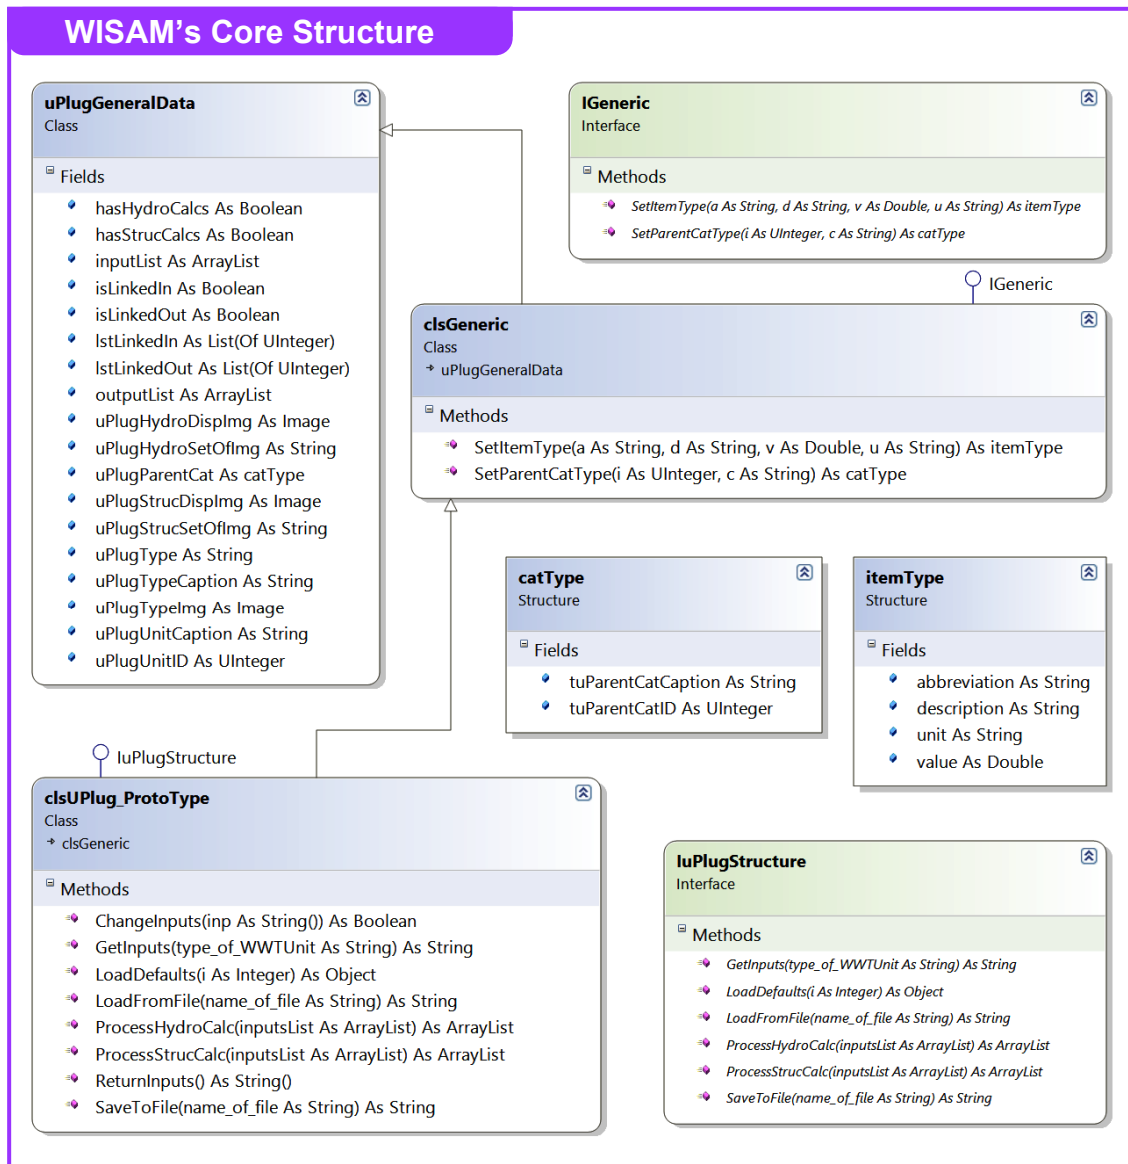 WISAM’s Core Structure
uPlugGeneralData
Class
Fields
hasHydroCalcs As Boolean
hasStrucCalcs As Boolean
inputList As ArrayList
isLinkedIn As Boolean
isLinkedOut As Boolean
lstLinkedIn As List(Of UInteger)
lstLinkedOut As List(Of UInteger)
outputList As ArrayList
uPlugHydroDispImg As Image
uPlugHydroSetOfImg As String
uPlugParentCat As catType
uPlugStrucDispImg As Image
uPlugStrucSetOfImg As String
uPlugType As String
uPlugTypeCaption As String
uPlugTypeImg As Image
uPlugUnitCaption As String
uPlugUnitID As UInteger
IGeneric
Interface
Methods
SetItemType(a As String, d As String, v As Double, u As String) As itemType
SetParentCatType(i As UInteger, c As String) As catType
IGeneric
clsGeneric
Class
uPlugGeneralData
Methods
SetItemType(a As String, d As String, v As Double, u As String) As itemType
SetParentCatType(i As UInteger, c As String) As catType
catType
Structure
Fields
tuParentCatCaption As String
tuParentCatID As UInteger
itemType
Structure
Fields
abbreviation As String
description As String
unit As String
value As Double
IuPlugStructure
clsUPlug_ProtoType
Class
clsGeneric
Methods
ChangeInputs(inp As String()) As Boolean
GetInputs(type_of_WWTUnit As String) As String
LoadDefaults(i As Integer) As Object
LoadFromFile(name_of_file As String) As String
ProcessHydroCalc(inputsList As ArrayList) As ArrayList
ProcessStrucCalc(inputsList As ArrayList) As ArrayList
ReturnInputs() As String()
SaveToFile(name_of_file As String) As String
IuPlugStructure
Interface
Methods
GetInputs(type_of_WWTUnit As String) As String
LoadDefaults(i As Integer) As Object
LoadFromFile(name_of_file As String) As String
ProcessHydroCalc(inputsList As ArrayList) As ArrayList
ProcessStrucCalc(inputsList As ArrayList) As ArrayList
SaveToFile(name_of_file As String) As String